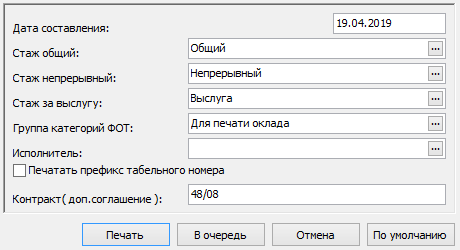 Дата составления: 19.04.2019
Стаж общий: Общий ...
Стаж непрерывный: Непрерывный ...
Стаж за выслугу: Выслуга ...
Группа категорий ФОТ: Для печати оклада ...
Исполнитель: ...
Печатать префикс табельного номера
Контракт( доп.соглашение ): 48/08
Печать В очередь Отмена По умолчанию